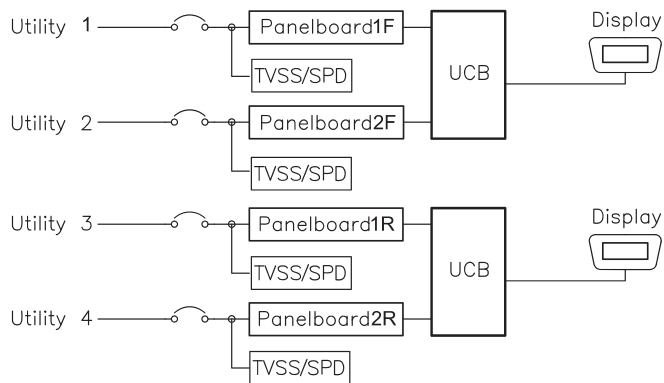 Utility 1
Panelboard1F
Display
TVSS/SPD
UCB
Utility 2
Panelboard2F
TVSS/SPD
Utility 3
Panelboard1R
Display
TVSS/SPD
UCB
Utility 4
Panelboard2R
TVSS/SPD